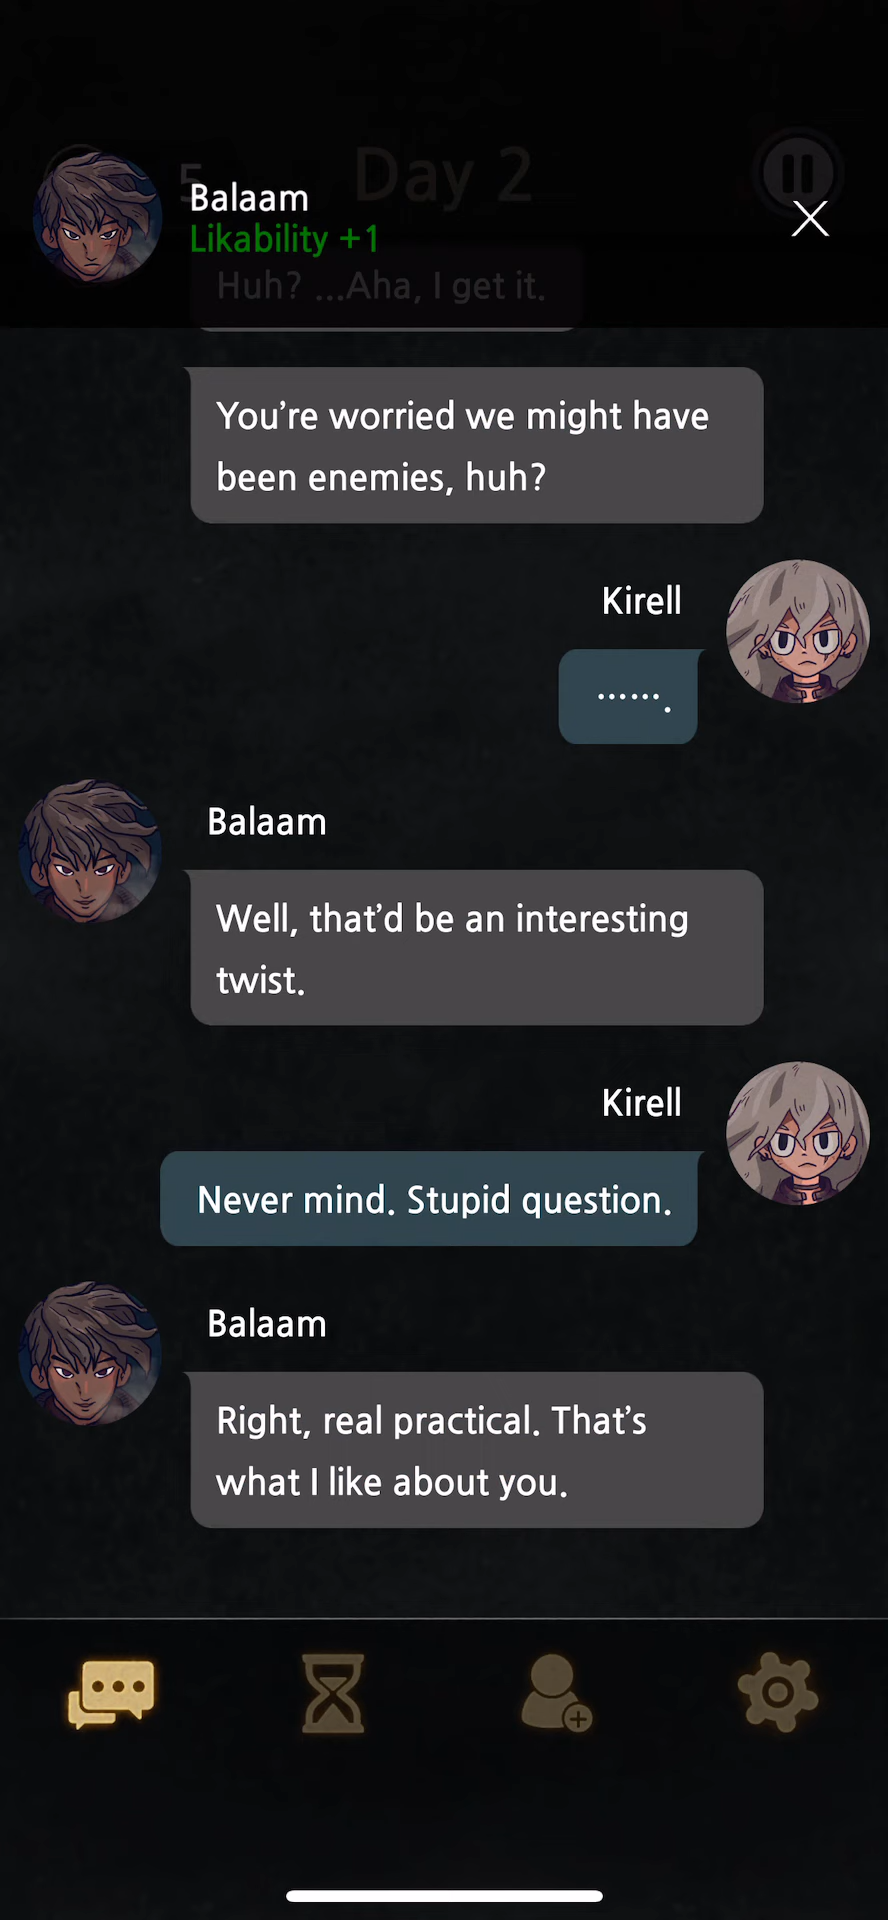 5
Day 2
Balaam
Likability +1
Huh? ...Aha, I get it.
You're worried we might have
been enemies, huh?
Kirell
⋯⋯.
Balaam
Well, that'd be an interesting
twist.
Kirell
Never mind. Stupid question.
Balaam
Right, real practical. That's
what I like about you.